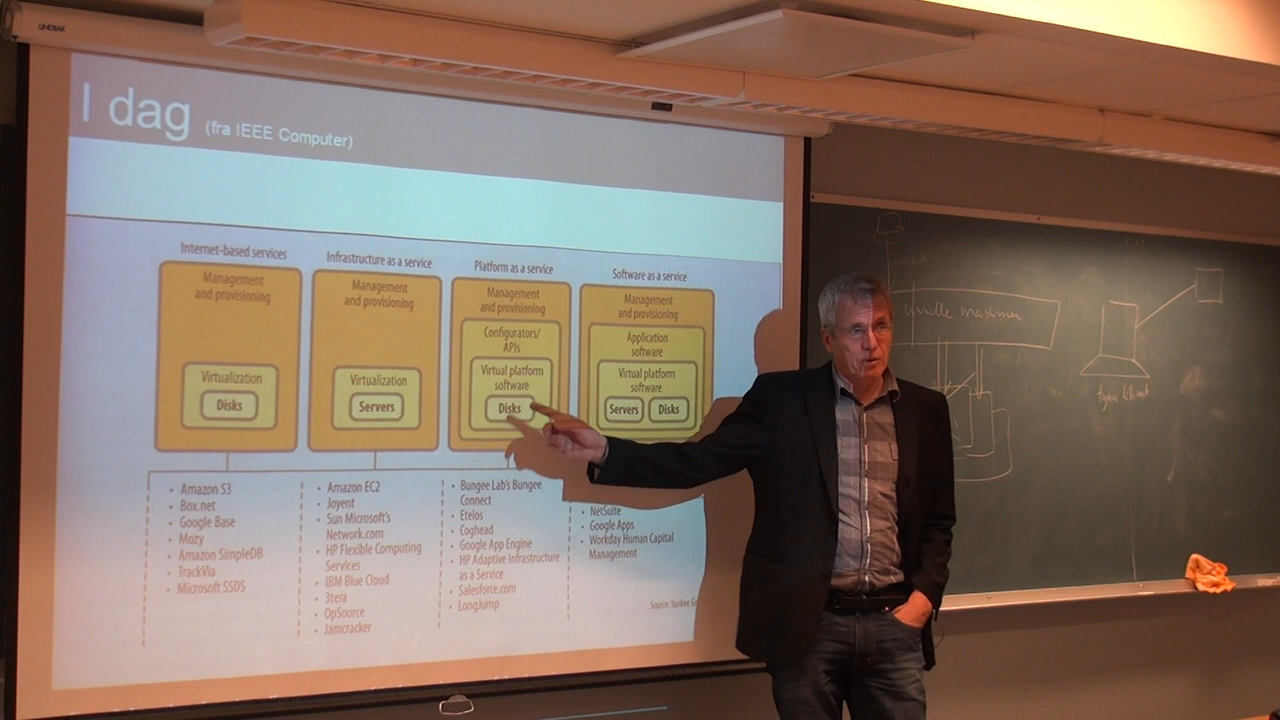 I dag (fra IEEE Computer)
Internet-based services
Management
and provisioning
Virtualization
Disks
Amazon S3
Box.net
Google Base
Mozy
Amazon SimpleDB
TrackVia
Microsoft SSDS
Infrastructure as a service
Management
and provisioning
Virtualization
Servers
Amazon EC2
Joyent
Sun Microsoft's
Network.com
HP Flexible Computing
Services
IBM Blue Cloud
3tera
OpSource
Jamcracker
Platform as a service
Management
and provisioning
Configurators/
APIs
Virtual platform
software
Disks
Bungee Lab's Bungee
Connect
Etelos
Coghead
Google App Engine
HP Adaptive Infrastructure
as a Service
Salesforce.com
LongJump
Software as a service
Management
and provisioning
Application
software
Virtual platform
software
Servers Disks
NetSuite
Google Apps
Workday Human Capital
Management
Source: Yankee